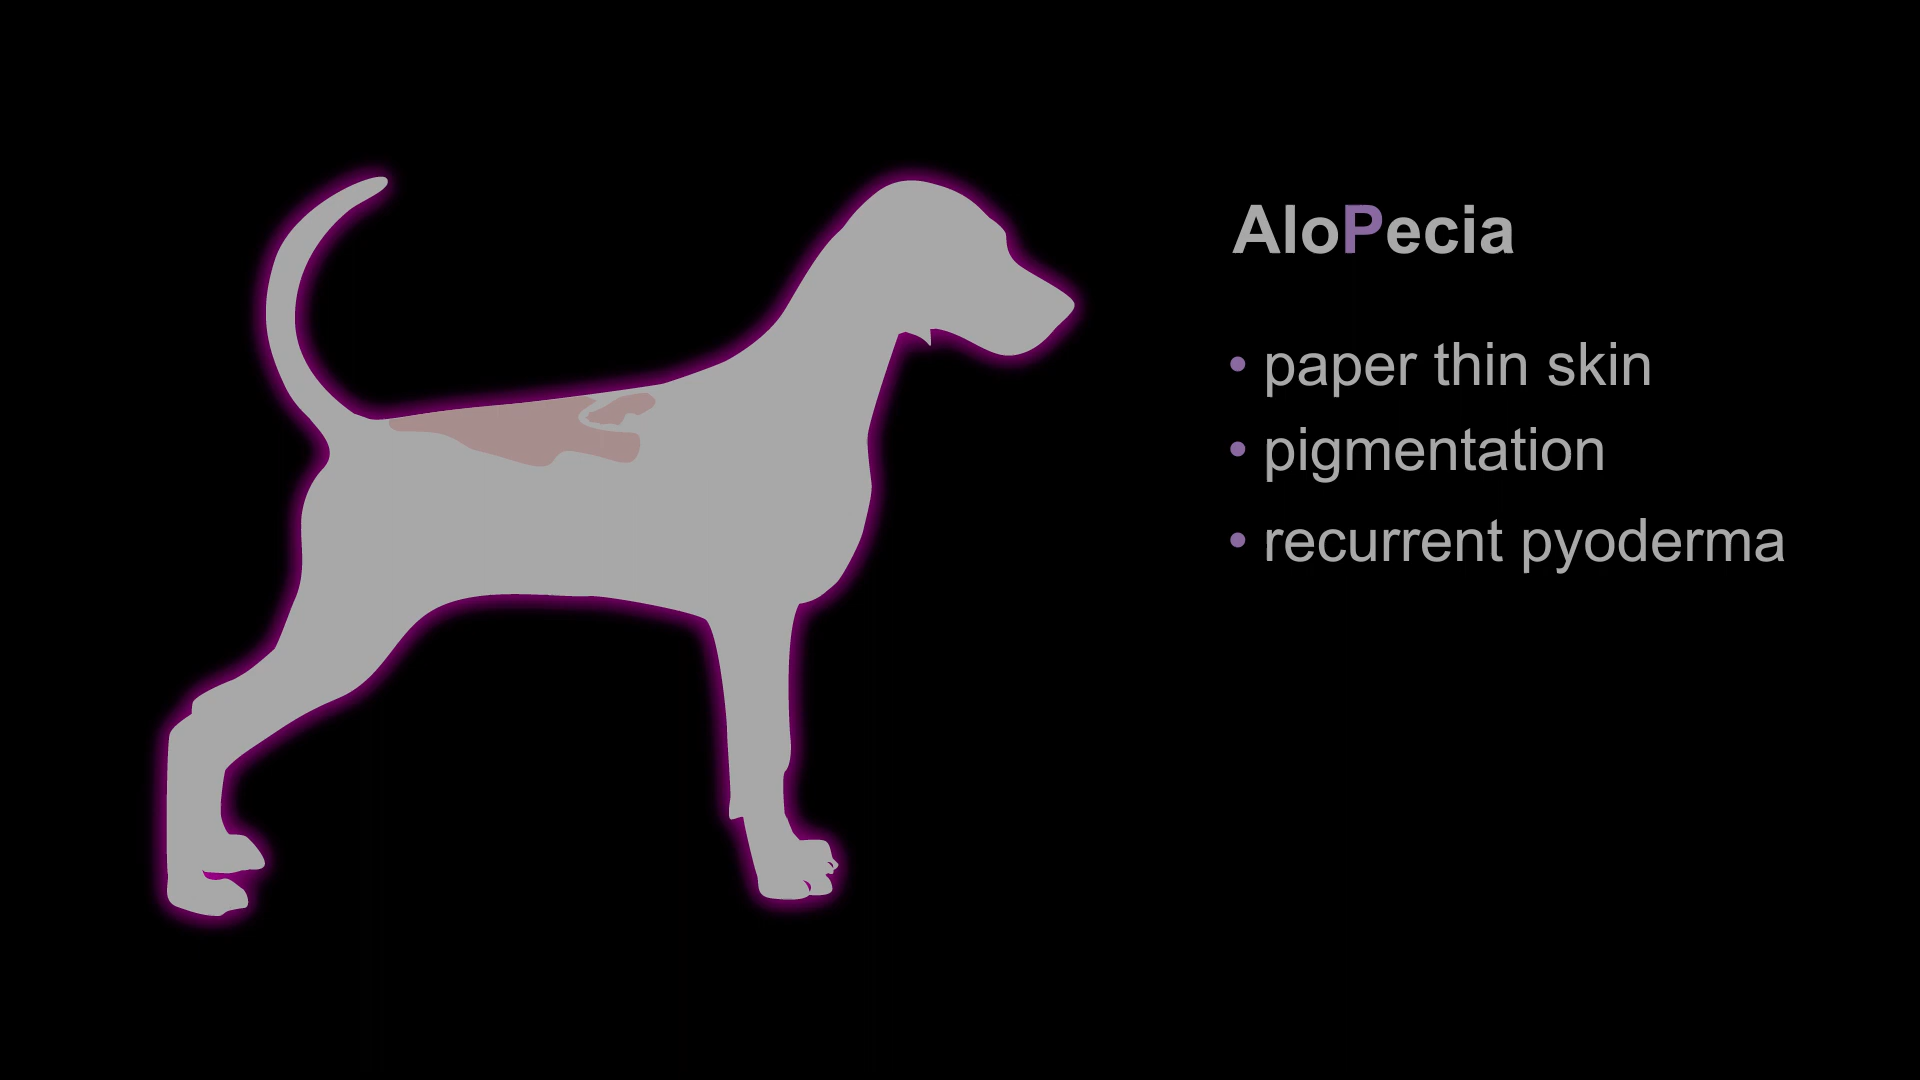 AloPecia
• paper thin skin
• pigmentation
• recurrent pyoderma